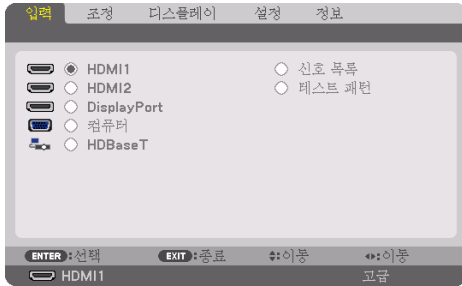 입력 조정 디스플레이 설정 정보
HDMI1 신호 목록
HDMI2 테스트 패턴
DisplayPort
컴퓨터
HDBaseT
ENTER:선택 EXIT:종료 :이동 :이동
HDMI1 고급